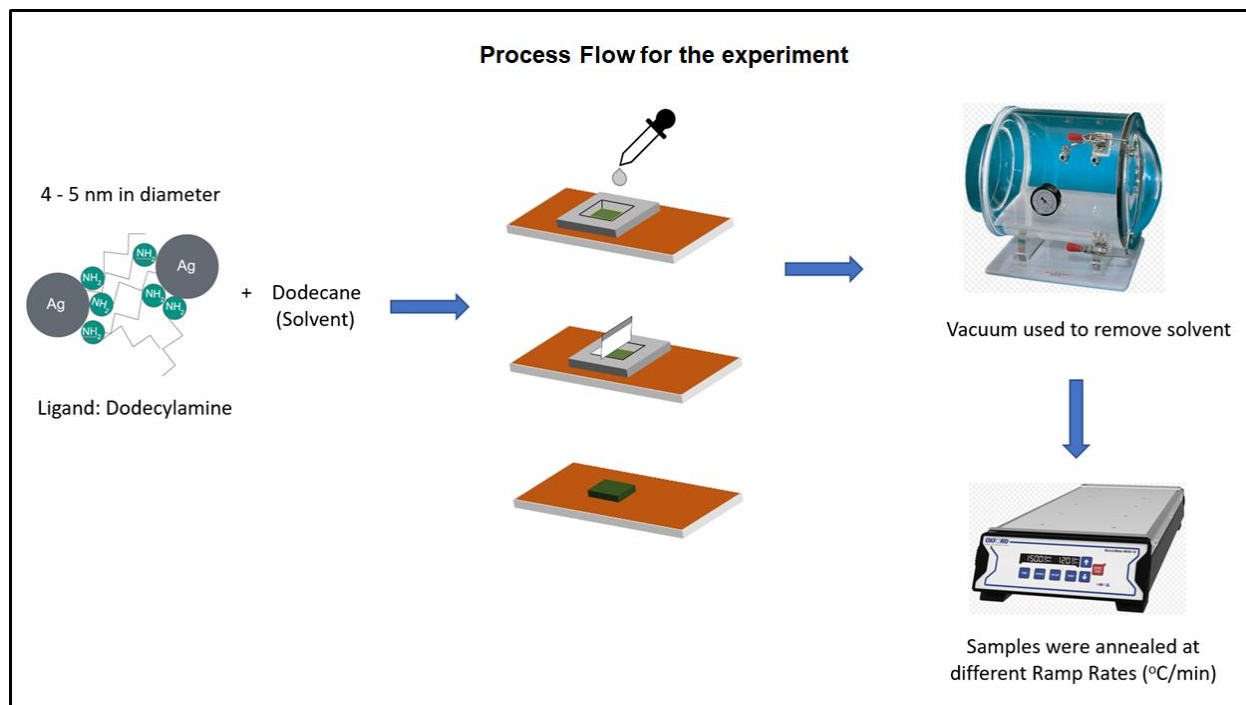 Process Flow for the experiment
4 - 5 nm in diameter
NH2
Ag
NH2
Ag
NH2
NH2
NH2
NH2
+ Dodecane
(Solvent)
Ligand: Dodecylamine
Vacuum used to remove solvent
OXFORD
Samples were annealed at
different Ramp Rates (°C/min)